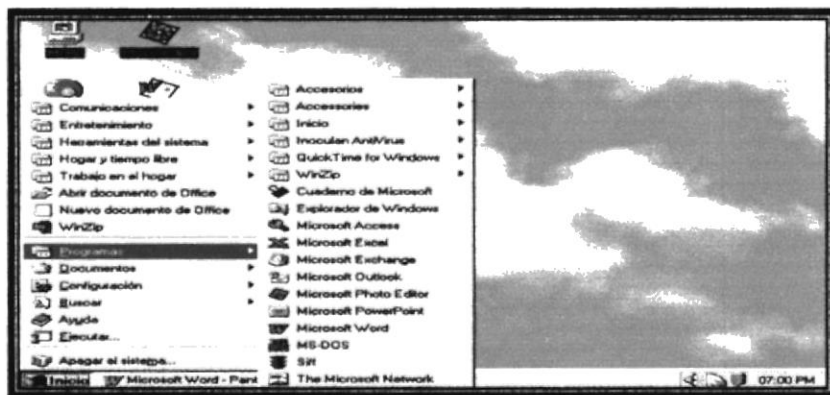 Comunicaciones
Entretenimiento
Herramientas del sistema
Hogar y tiempo libre
Trabajo en el hogar
Abrir documento de Office
Nuevo documento de Office
WinZip
Programas
Documentos
Configuración
Buscar
Ayuda
Ejecutar...
Apagar el sistema...
Accesorios
Accessories
Inicio
Inoculan AntiVirus
QuickTime for Windows
WinZip
Cuaderno de Microsoft
Explorador de Windows
Microsoft Access
Microsoft Excel
Microsoft Exchange
Microsoft Outlook
Microsoft Photo Editor
Microsoft PowerPoint
Microsoft Word
MS-DOS
The Microsoft Network
Inicio Microsoft Word - Pant 07:00 PM